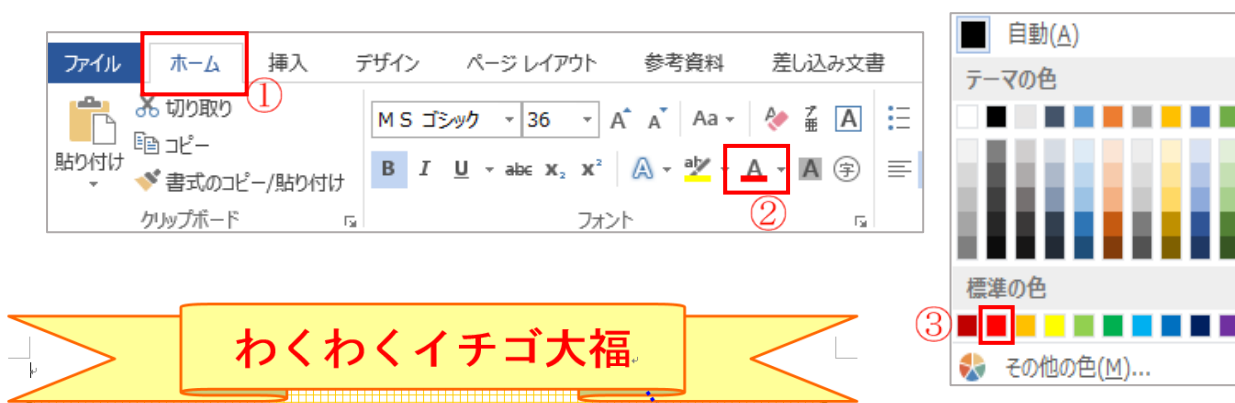 ファイル ホーム 挿入 デザイン ページ レイアウト 参考資料 差し込み文書
①
切り取り
コピー
書式のコピー/貼り付け
貼り付け
クリップボード
ＭＳ ゴシック 36 A A Aa ア亜 A
B I U abc x₂ x² A aby A A 字
②
フォント
自動(A)
テーマの色
標準の色
③
その他の色(M)...
わくわくイチゴ大福